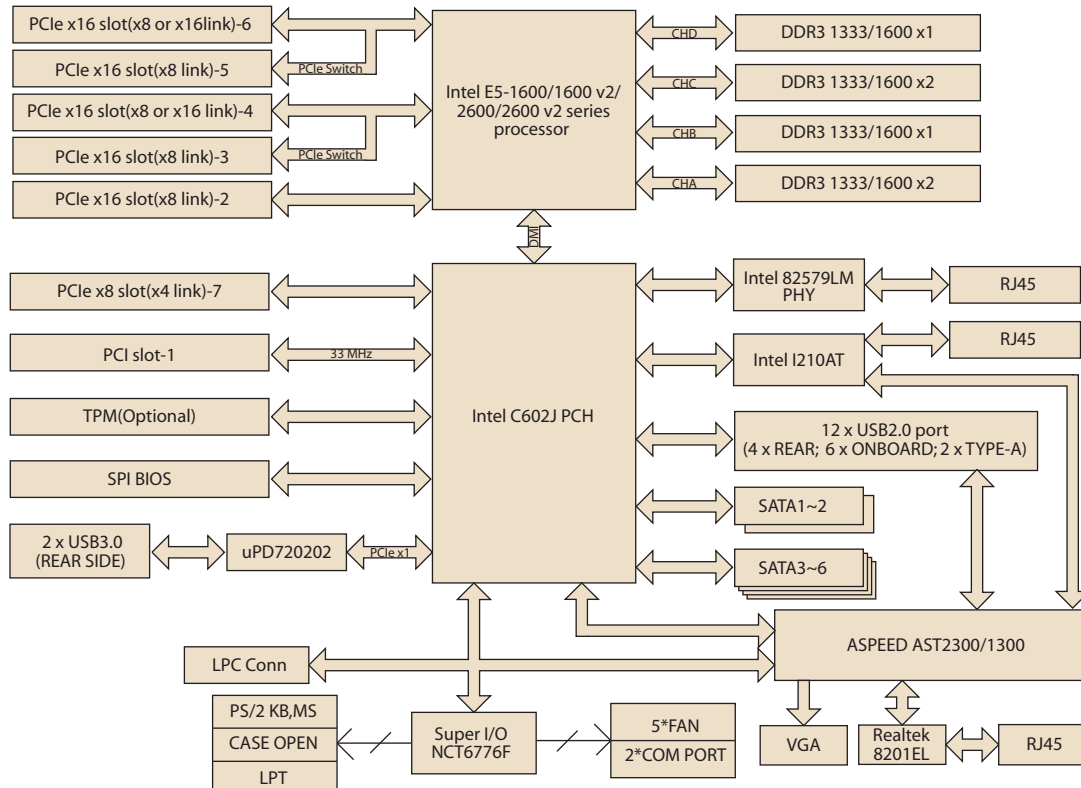 PCIe x16 slot(x8 or x16link)-6
PCIe x16 slot(x8 link)-5
PCIe Switch
PCIe x16 slot(x8 or x16 link)-4
PCIe x16 slot(x8 link)-3
PCIe Switch
PCIe x16 slot(x8 link)-2
Intel E5-1600/1600 v2/
2600/2600 v2 series
processor
CHD
DDR3 1333/1600 x1
CHC
DDR3 1333/1600 x2
CHB
DDR3 1333/1600 x1
CHA
DDR3 1333/1600 x2
DMI
PCIe x8 slot(x4 link)-7
PCI slot-1
33 MHz
TPM(Optional)
SPI BIOS
2 x USB3.0
(REAR SIDE)
uPD720202
PCIe x1
Intel C602J PCH
Intel 82579LM
PHY
RJ45
Intel I210AT
RJ45
12 x USB2.0 port
(4 x REAR; 6 x ONBOARD; 2 x TYPE-A)
SATA1~2
SATA3~6
ASPEED AST2300/1300
LPC Conn
PS/2 KB,MS
CASE OPEN
LPT
Super I/O
NCT6776F
5*FAN
2*COM PORT
VGA
Realtek
8201EL
RJ45